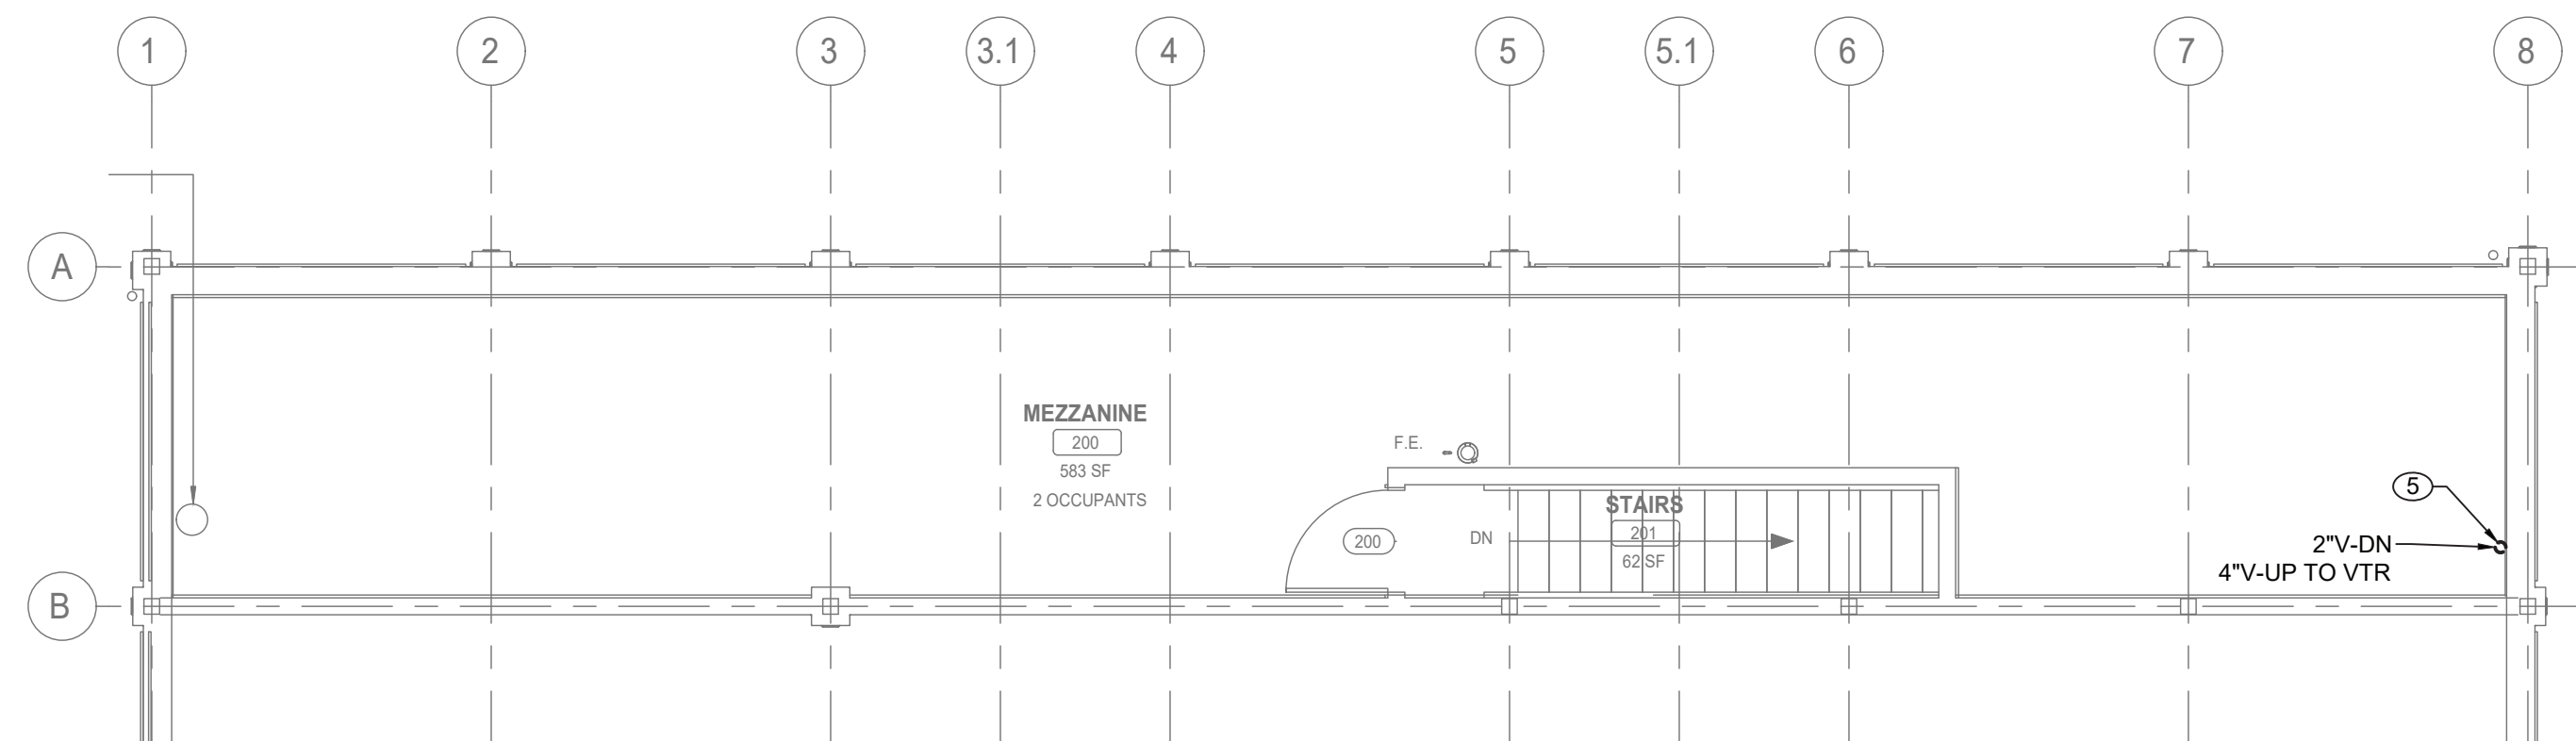 1
2
3
3.1
4
5
5.1
6
7
8
A
MEZZANINE
200
583 SF
2 OCCUPANTS
F.E.
STAIRS
201
62 SF
DN
200
5
2"V-DN
4"V-UP TO VTR
B